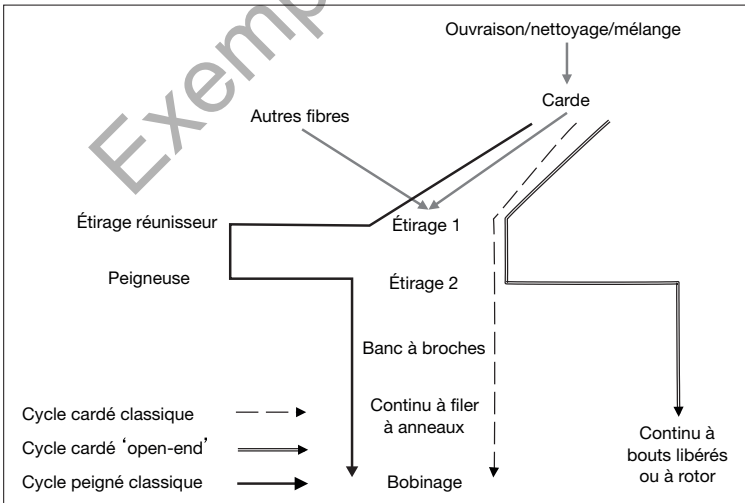 Exemp
Ouvraison/nettoyage/mélange
Carde
Autres fibres
Étirage réunisseur
Étirage 1
Peigneuse
Étirage 2
Banc à broches
Cycle cardé classique
Continu à filer
à anneaux
Cycle cardé ‘open-end’
Continu à
bouts libérés
ou à rotor
Cycle peigné classique
Bobinage